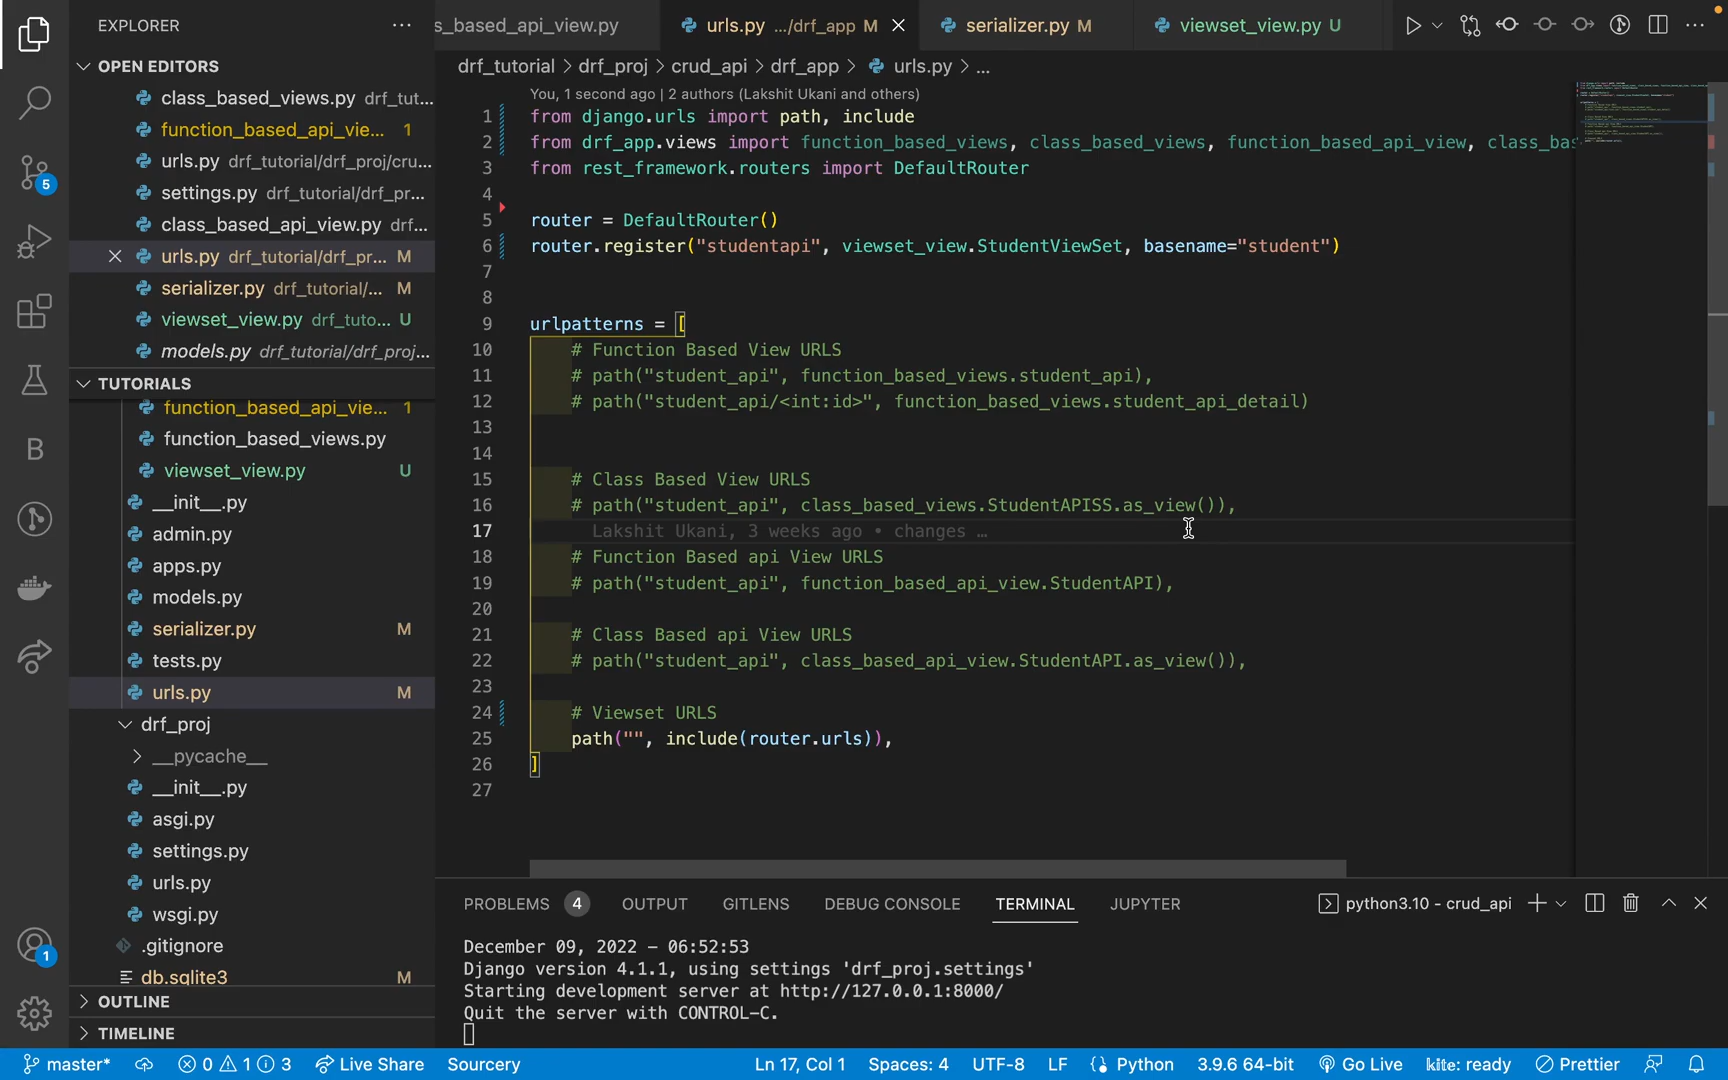 EXPLORER
OPEN EDITORS
class_based_views.py drf_tut...
function_based_api_vie... 1
urls.py drf_tutorial/drf_proj/cru...
settings.py drf_tutorial/drf_pr...
class_based_api_view.py drf...
urls.py drf_tutorial/drf_pr... M
serializer.py drf_tutorial/... M
viewset_view.py drf_tuto... U
models.py drf_tutorial/drf_proj...
TUTORIALS
function_based_api_vie... 1
function_based_views.py
viewset_view.py U
__init__.py
admin.py
apps.py
models.py
serializer.py M
tests.py
urls.py M
drf_proj
__pycache__
__init__.py
asgi.py
settings.py
urls.py
wsgi.py
.gitignore
db.sqlite3 M
OUTLINE
TIMELINE
5
1
s_based_api_view.py urls.py .../drf_app M serializer.py M viewset_view.py U
drf_tutorial > drf_proj > crud_api > drf_app > urls.py > ...
You, 1 second ago | 2 authors (Lakshit Ukani and others)
1 from django.urls import path, include
2 from drf_app.views import function_based_views, class_based_views, function_based_api_view, class_bas
3 from rest_framework.routers import DefaultRouter
4
5 router = DefaultRouter()
6 router.register("studentapi", viewset_view.StudentViewSet, basename="student")
7
8
9 urlpatterns = [
10 # Function Based View URLS
11 # path("student_api", function_based_views.student_api),
12 # path("student_api/<int:id>", function_based_views.student_api_detail)
13
14
15 # Class Based View URLS
16 # path("student_api", class_based_views.StudentAPISS.as_view()),
17 Lakshit Ukani, 3 weeks ago • changes …
18 # Function Based api View URLS
19 # path("student_api", function_based_api_view.StudentAPI),
20
21 # Class Based api View URLS
22 # path("student_api", class_based_api_view.StudentAPI.as_view()),
23
24 # Viewset URLS
25 path("", include(router.urls)),
26 ]
27
PROBLEMS 4 OUTPUT GITLENS DEBUG CONSOLE TERMINAL JUPYTER python3.10 - crud_api
December 09, 2022 - 06:52:53
Django version 4.1.1, using settings 'drf_proj.settings'
Starting development server at http://127.0.0.1:8000/
Quit the server with CONTROL-C.
master* 0 1 3 Live Share Sourcery Ln 17, Col 1 Spaces: 4 UTF-8 LF Python 3.9.6 64-bit Go Live kite: ready Prettier